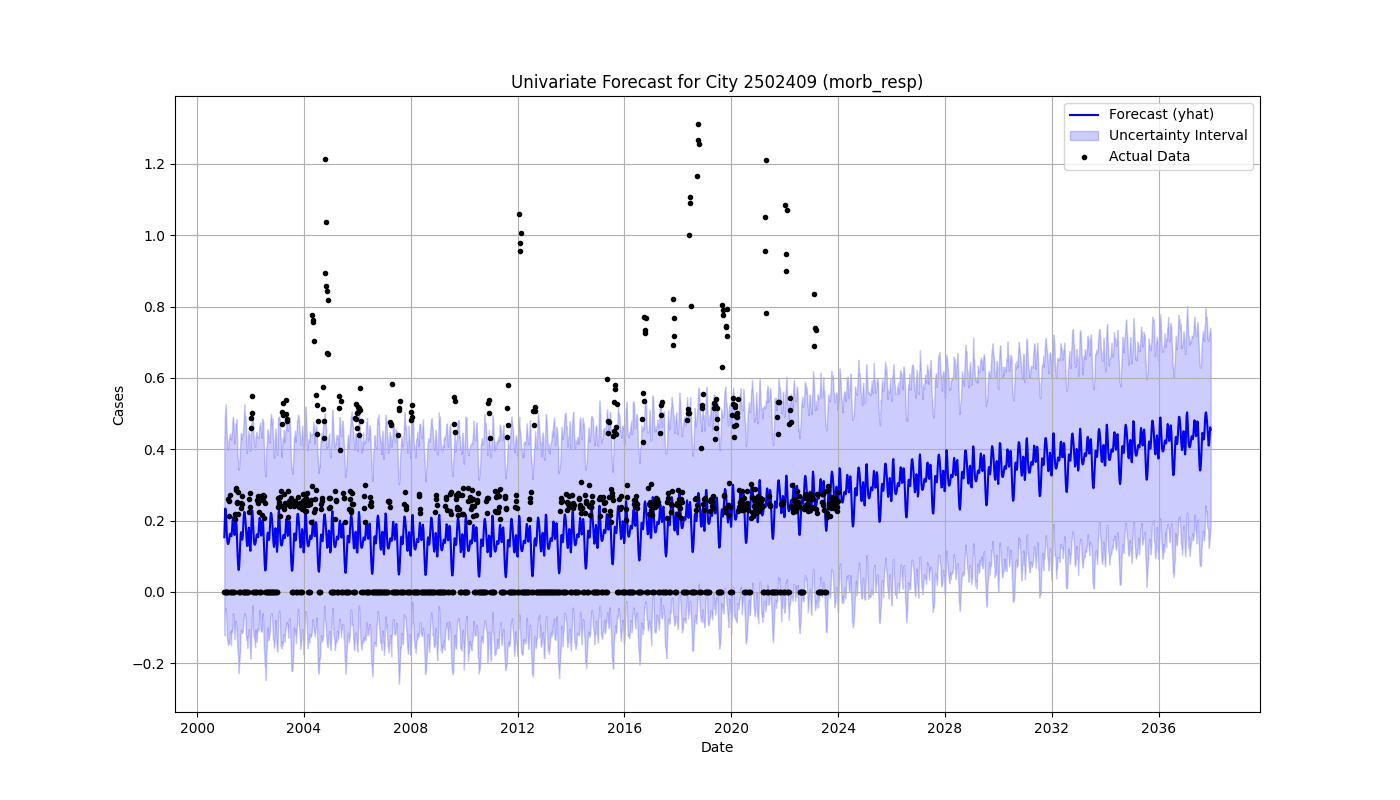 Univariate Forecast for City 2502409 (morb_resp)
Forecast (yhat)
Uncertainty Interval
Actual Data
Cases
1.2
1.0
0.8
0.6
0.4
0.2
0.0
−0.2
2000 2004 2008 2012 2016 2020 2024 2028 2032 2036
Date